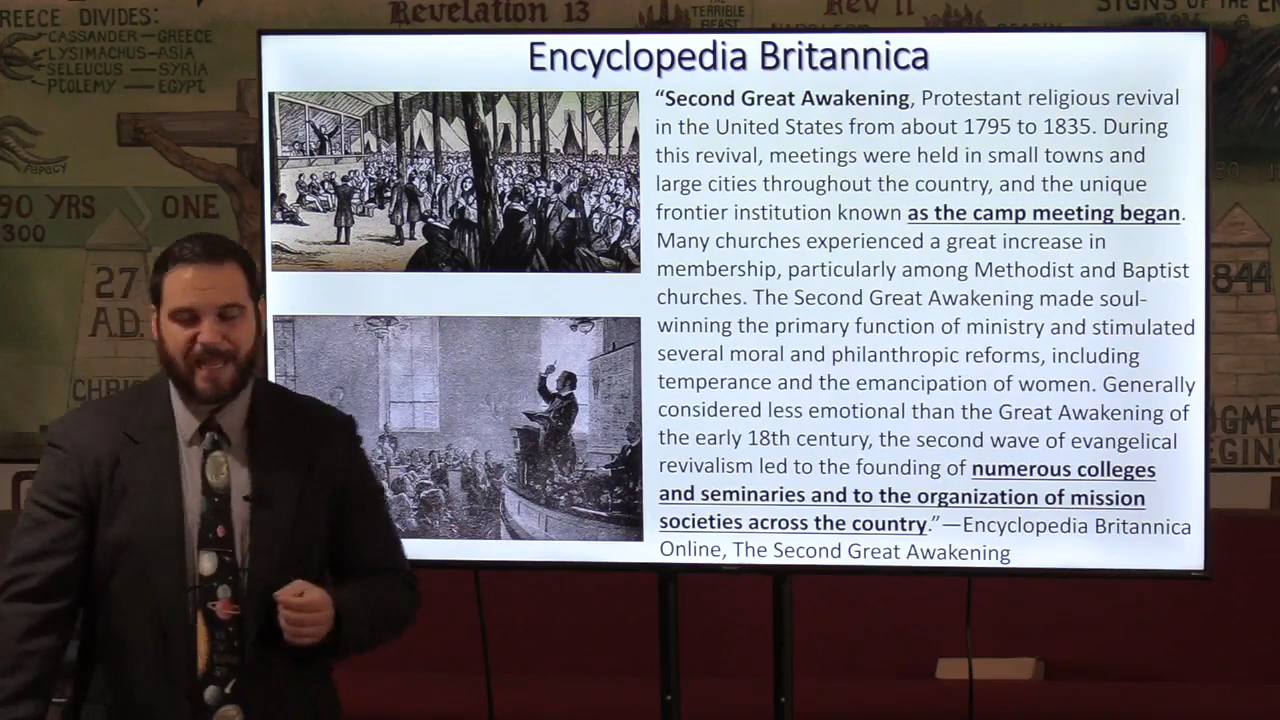 REECE DIVIDES:
CASSANDER—GREECE
LYSIMACHUS—ASIA
SELEUCUS — SYRIA
PTOLEMY — EGYPT
PAPACY
90 YRS ONE
300
27
A.D.
CHRIS
Revelation 13
THE TERRIBLE BEAST
Rev 11
SIGNS OF THE EN
844
GME
EGIN
Encyclopedia Britannica
“Second Great Awakening, Protestant religious revival
in the United States from about 1795 to 1835. During
this revival, meetings were held in small towns and
large cities throughout the country, and the unique
frontier institution known as the camp meeting began.
Many churches experienced a great increase in
membership, particularly among Methodist and Baptist
churches. The Second Great Awakening made soul-
winning the primary function of ministry and stimulated
several moral and philanthropic reforms, including
temperance and the emancipation of women. Generally
considered less emotional than the Great Awakening of
the early 18th century, the second wave of evangelical
revivalism led to the founding of numerous colleges
and seminaries and to the organization of mission
societies across the country.”—Encyclopedia Britannica
Online, The Second Great Awakening